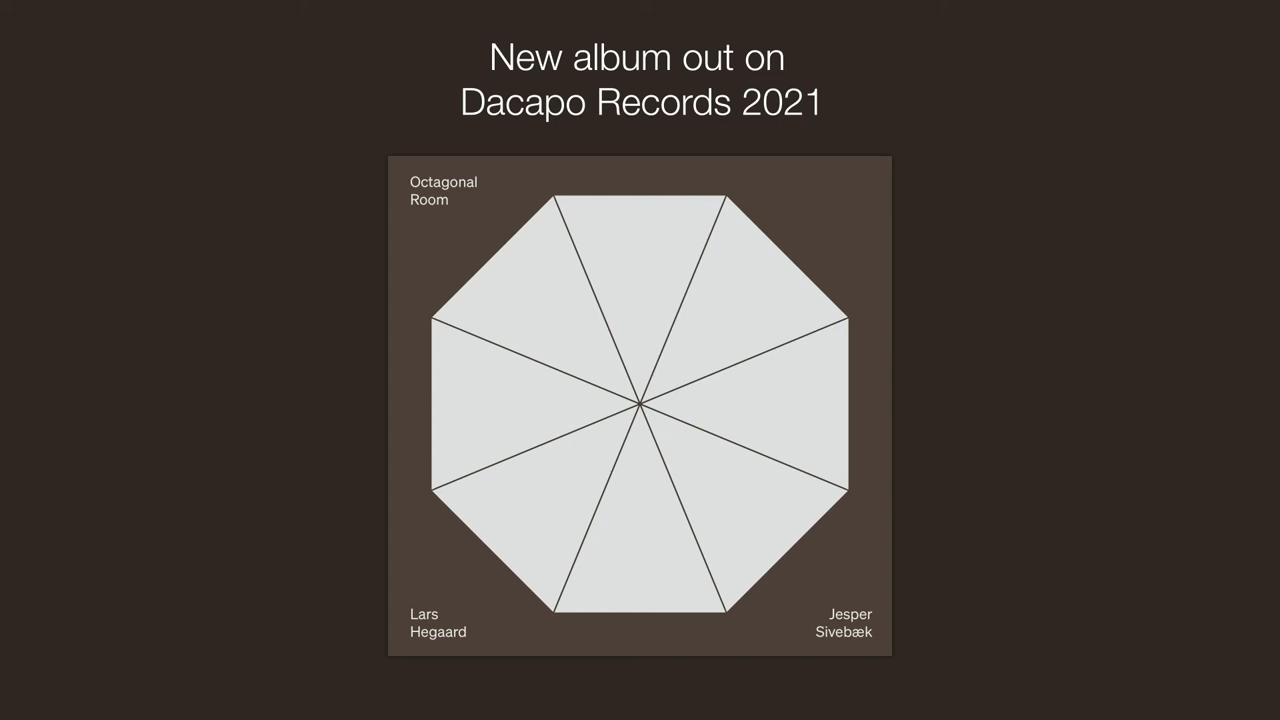 New album out on
Dacapo Records 2021
Octagonal
Room
Lars
Hegaard
Jesper
Sivebæk